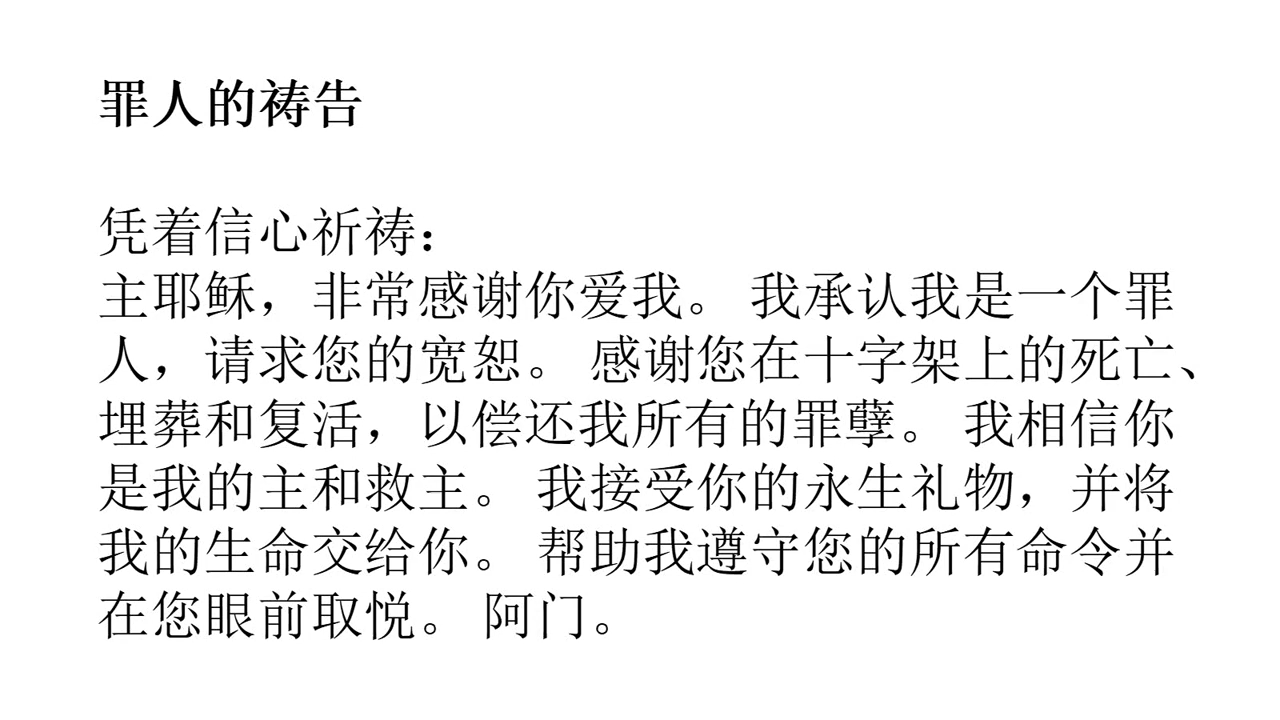 罪人的祷告
凭着信心祈祷：
主耶稣，非常感谢你爱我。 我承认我是一个罪
人，请求您的宽恕。 感谢您在十字架上的死亡、
埋葬和复活，以偿还我所有的罪孽。 我相信你
是我的主和救主。 我接受你的永生礼物，并将
我的生命交给你。 帮助我遵守您的所有命令并
在您眼前取悦。 阿门。